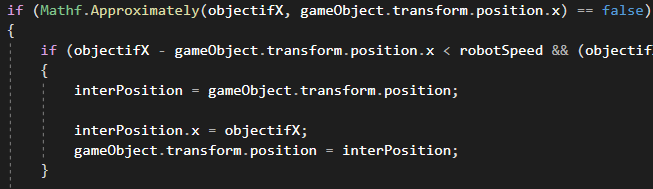 if (Mathf.Approximately(objectifX, gameObject.transform.position.x) == false)
{
if (objectifX - gameObject.transform.position.x < robotSpeed && (objectif
{
interPosition = gameObject.transform.position;
interPosition.x = objectifX;
gameObject.transform.position = interPosition;
}